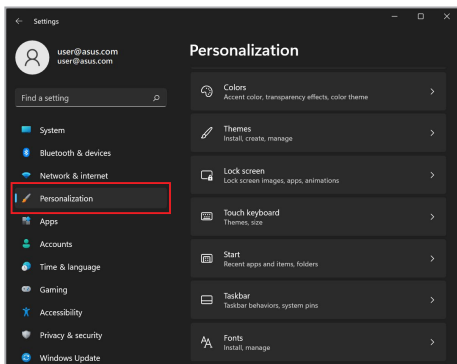 Settings
user@asus.com
user@asus.com
Find a setting
System
Bluetooth & devices
Network & internet
Personalization
Apps
Accounts
Time & language
Gaming
Accessibility
Privacy & security
Windows Update
Personalization
Colors
Accent color, transparency effects, color theme
Themes
Install, create, manage
Lock screen
Lock screen images, apps, animations
Touch keyboard
Themes, size
Start
Recent apps and items, folders
Taskbar
Taskbar behaviors, system pins
Fonts
Install, manage